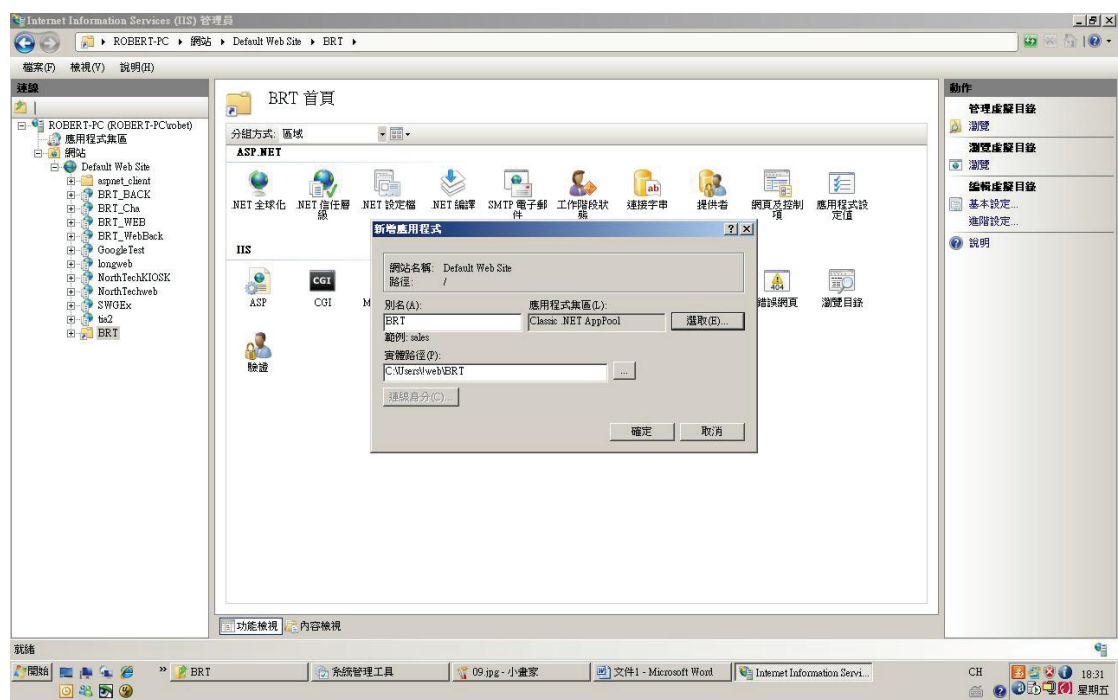 Internet Information Services (IIS) 管理員
ROBERT-PC ▸ 網站 ▸ Default Web Site ▸ BRT ▸
檔案(F) 檢視(V) 說明(H)
連線
ROBERT-PC (ROBERT-PC\robet)
應用程式集區
網站
Default Web Site
aspnet_client
BRT_BACK
BRT_Cha
BRT_WEB
BRT_WebBack
GoogleTest
longweb
NorthTechKIOSK
NorthTechweb
SWGEx
tia2
BRT
BRT 首頁
分組方式: 區域
ASP.NET
.NET 全球化
.NET 信任層級
.NET 設定檔
.NET 編譯
SMTP 電子郵件
工作階段狀態
連接字串
提供者
網頁及控制項
應用程式設定值
IIS
ASP
CGI
M
錯誤網頁
瀏覽目錄
驗證
新增應用程式
網站名稱: Default Web Site
路徑: /
別名(A): 應用程式集區(L):
BRT Classic .NET AppPool 選取(E)...
範例: sales
實體路徑(P):
C:\Users\lweb\BRT ...
連線身分(C)...
確定 取消
功能檢視 內容檢視
動作
管理虛擬目錄
瀏覽
瀏覽虛擬目錄
瀏覽
編輯虛擬目錄
基本設定...
進階設定...
說明
就緒
開始 » BRT 系統管理工具 09.jpg - 小畫家 文件1 - Microsoft Word Internet Information Servi... CH 18:31
星期五